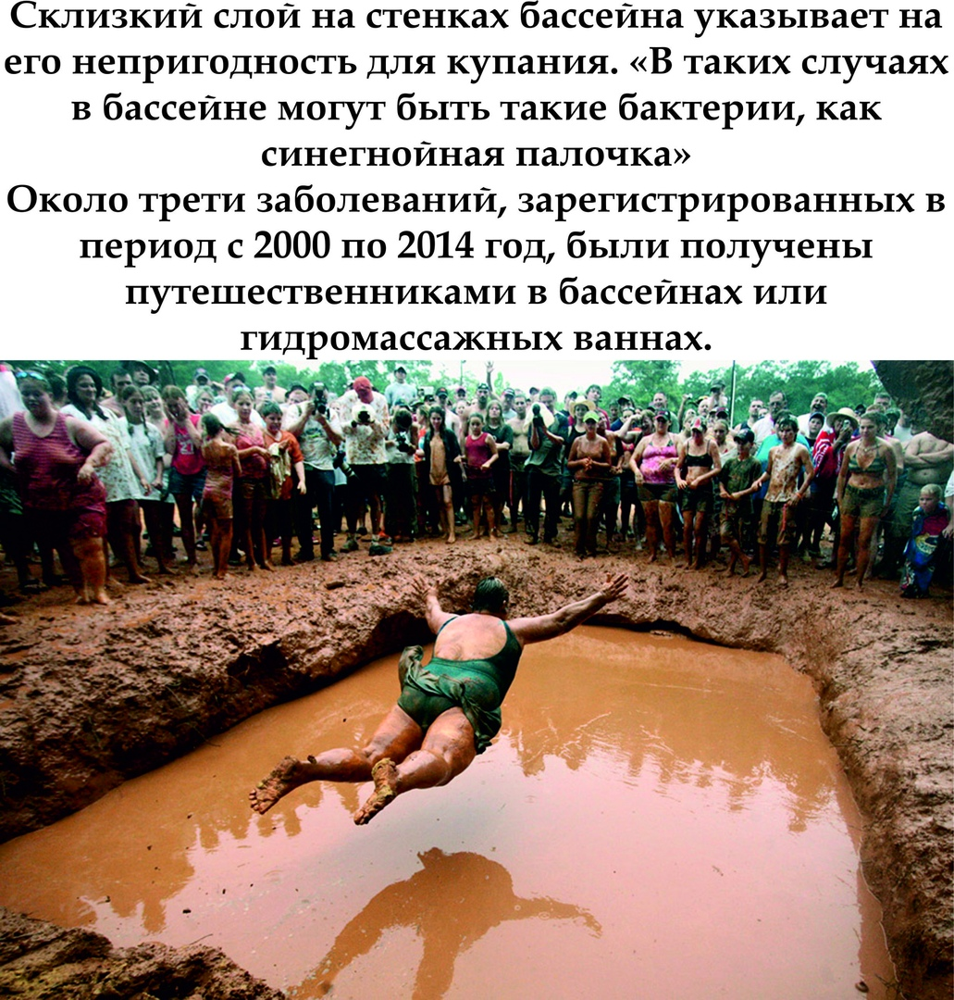 Склизкий слой на стенках бассейна указывает на
его непригодность для купания. «В таких случаях
в бассейне могут быть такие бактерии, как
синегнойная палочка»
Около трети заболеваний, зарегистрированных в
период с 2000 по 2014 год, были получены
путешественниками в бассейнах или
гидромассажных ваннах.